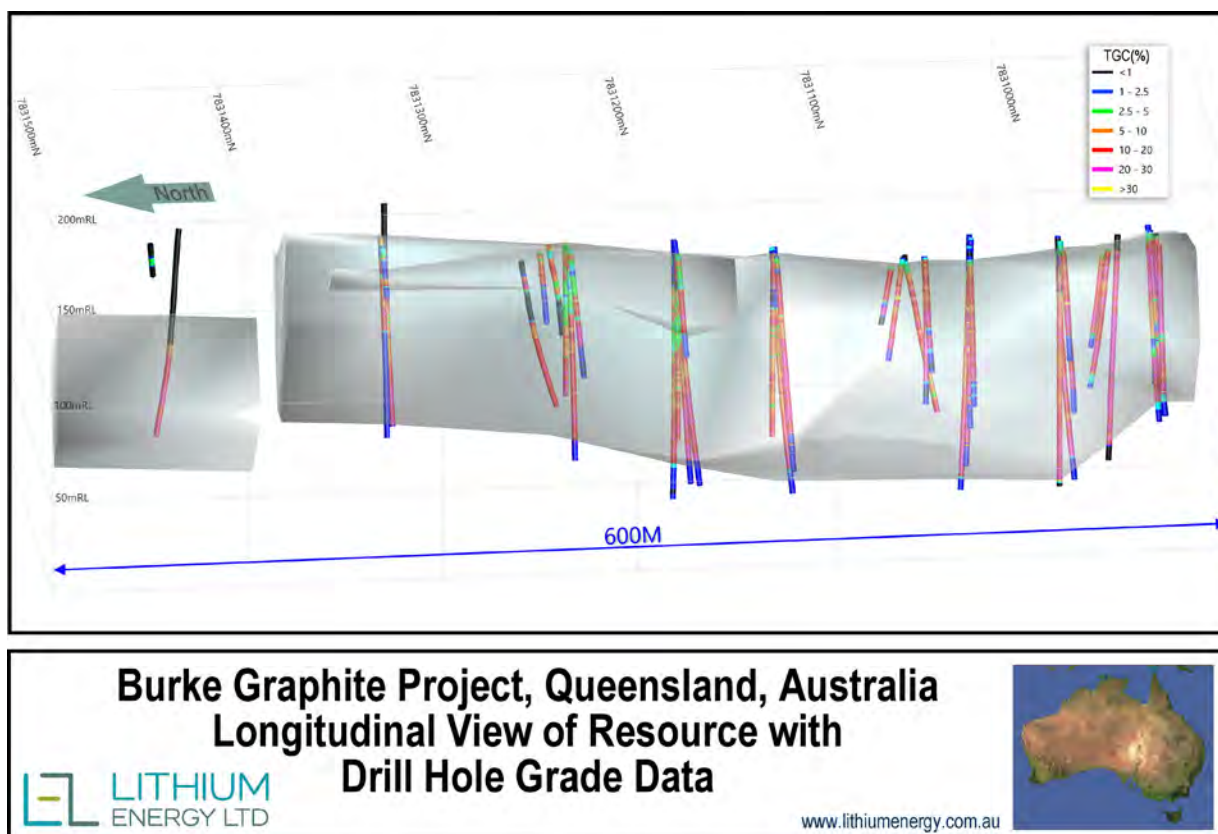 7831500mN
7831400mN
7831300mN
7831200mN
7831100mN
7831000mN
TGC(%)
<1
1 - 2.5
2.5 - 5
5 - 10
10 - 20
20 - 30
>30
North
200mRL
150mRL
100mRL
50mRL
600M
Burke Graphite Project, Queensland, Australia
Longitudinal View of Resource with
Drill Hole Grade Data
LITHIUM
ENERGY LTD
www.lithiumenergy.com.au